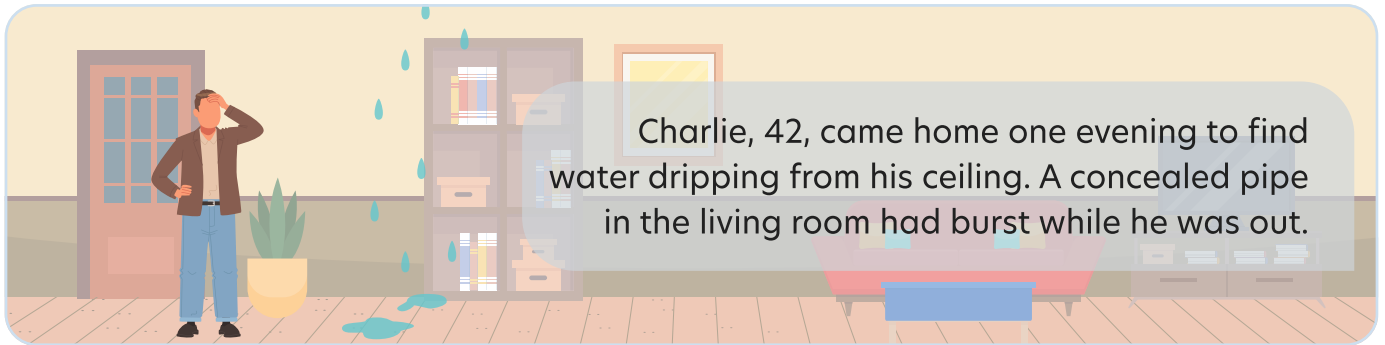 Charlie, 42, came home one evening to find
water dripping from his ceiling. A concealed pipe
in the living room had burst while he was out.